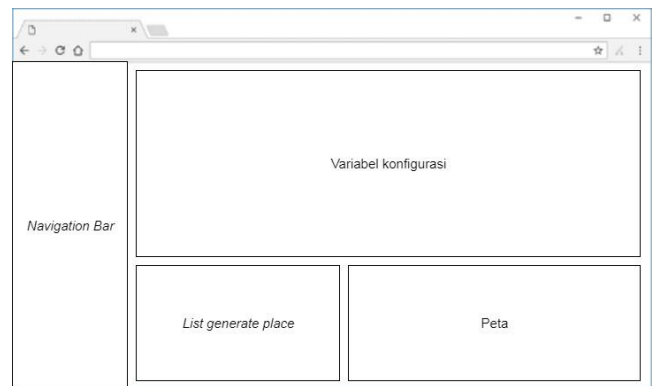 Variabel konfigurasi
Navigation Bar
List generate place
Peta